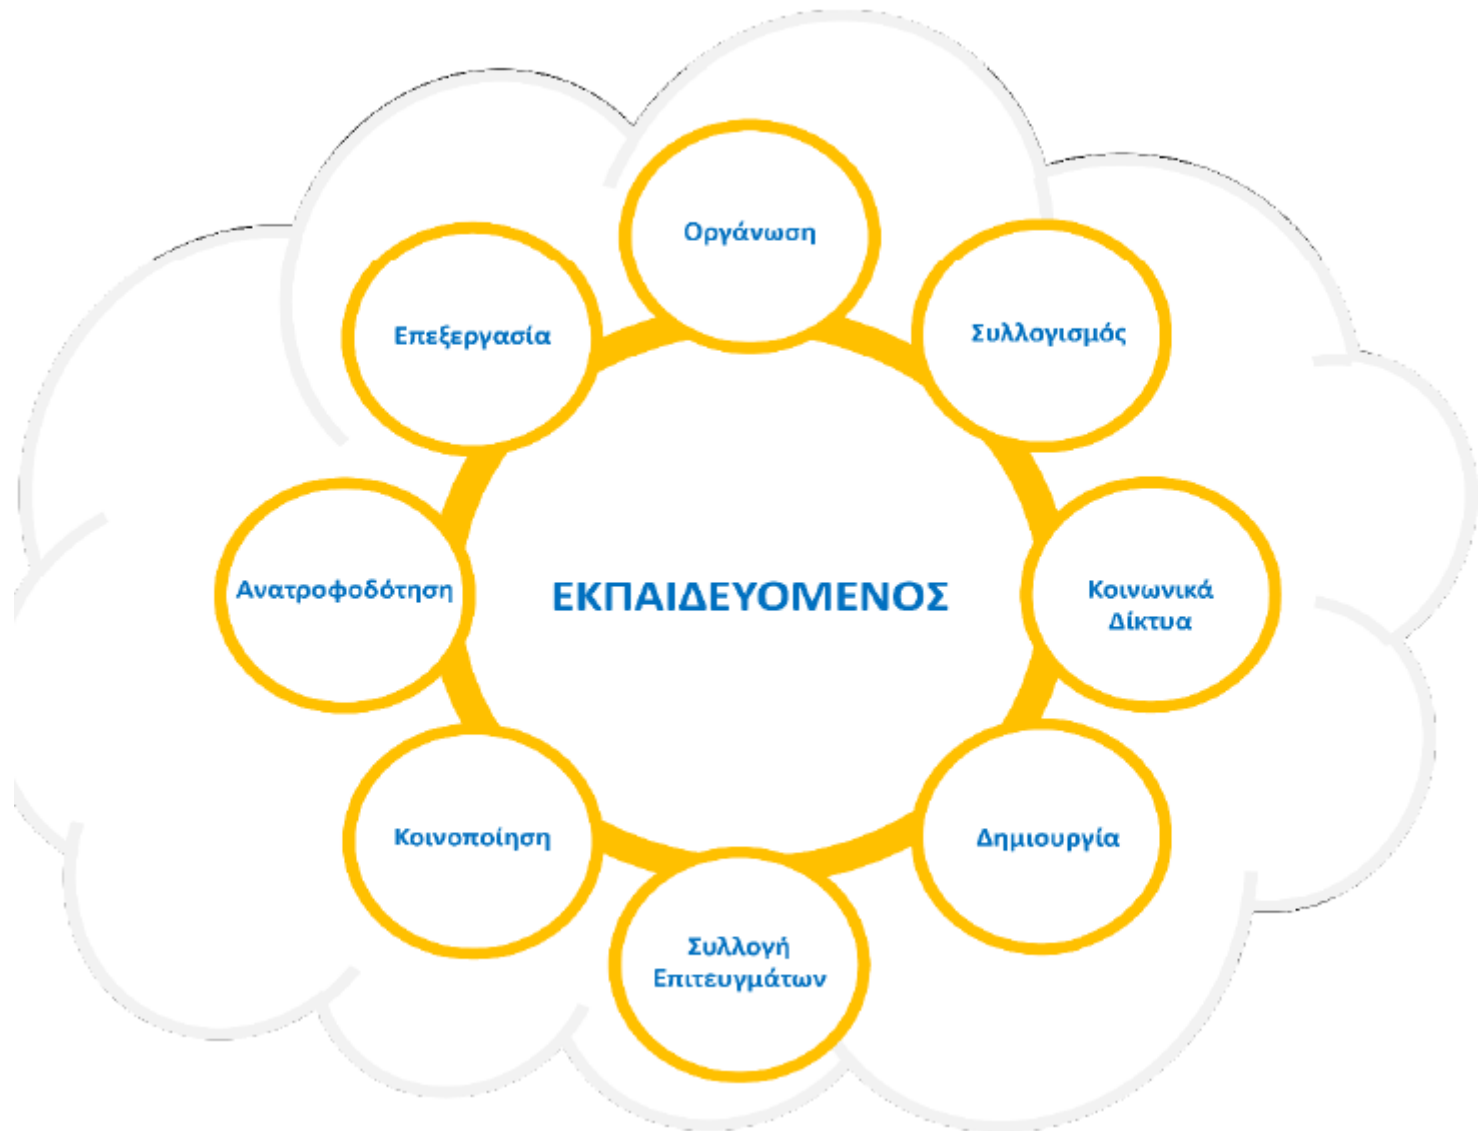 Οργάνωση
Συλλογισμός
Επεξεργασία
Ανατροφοδότηση
ΕΚΠΑΙΔΕΥΟΜΕΝΟΣ
Κοινωνικά
Δίκτυα
Κοινοποίηση
Δημιουργία
Συλλογή
Επιτευγμάτων